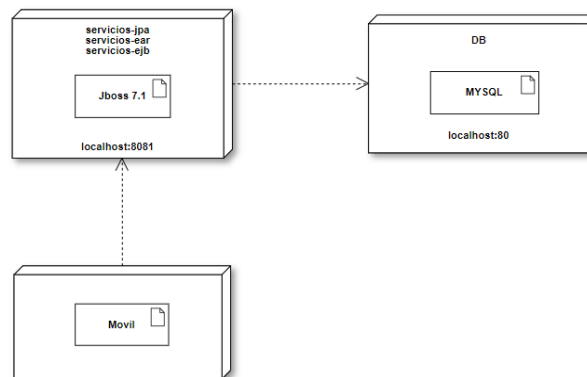 servicios-jpa
servicios-ear
servicios-ejb
Jboss 7.1
localhost:8081
DB
MYSQL
localhost:80
Movil